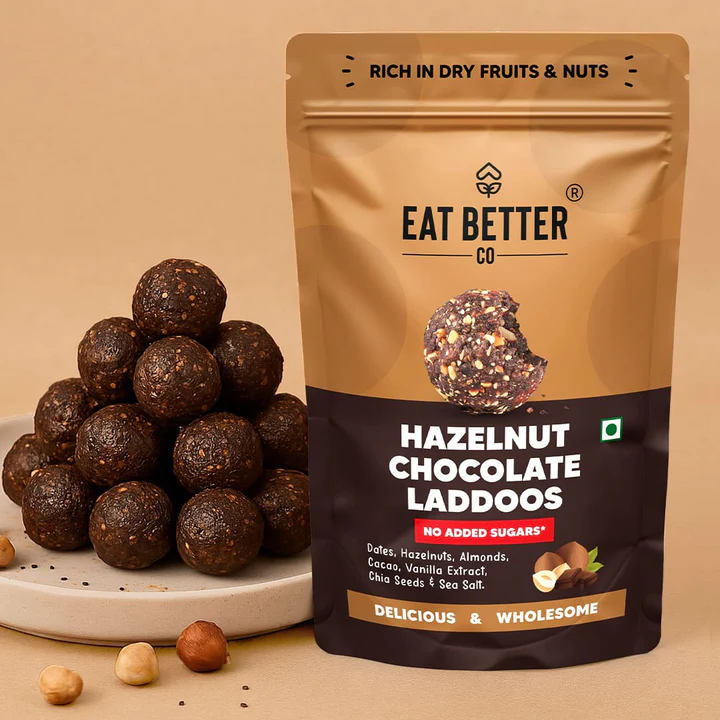 RICH IN DRY FRUITS & NUTS
EAT BETTER ®
CO
HAZELNUT
CHOCOLATE
LADDOOS
NO ADDED SUGARS*
Dates, Hazelnuts, Almonds,
Cacao, Vanilla Extract,
Chia Seeds & Sea Salt.
DELICIOUS & WHOLESOME